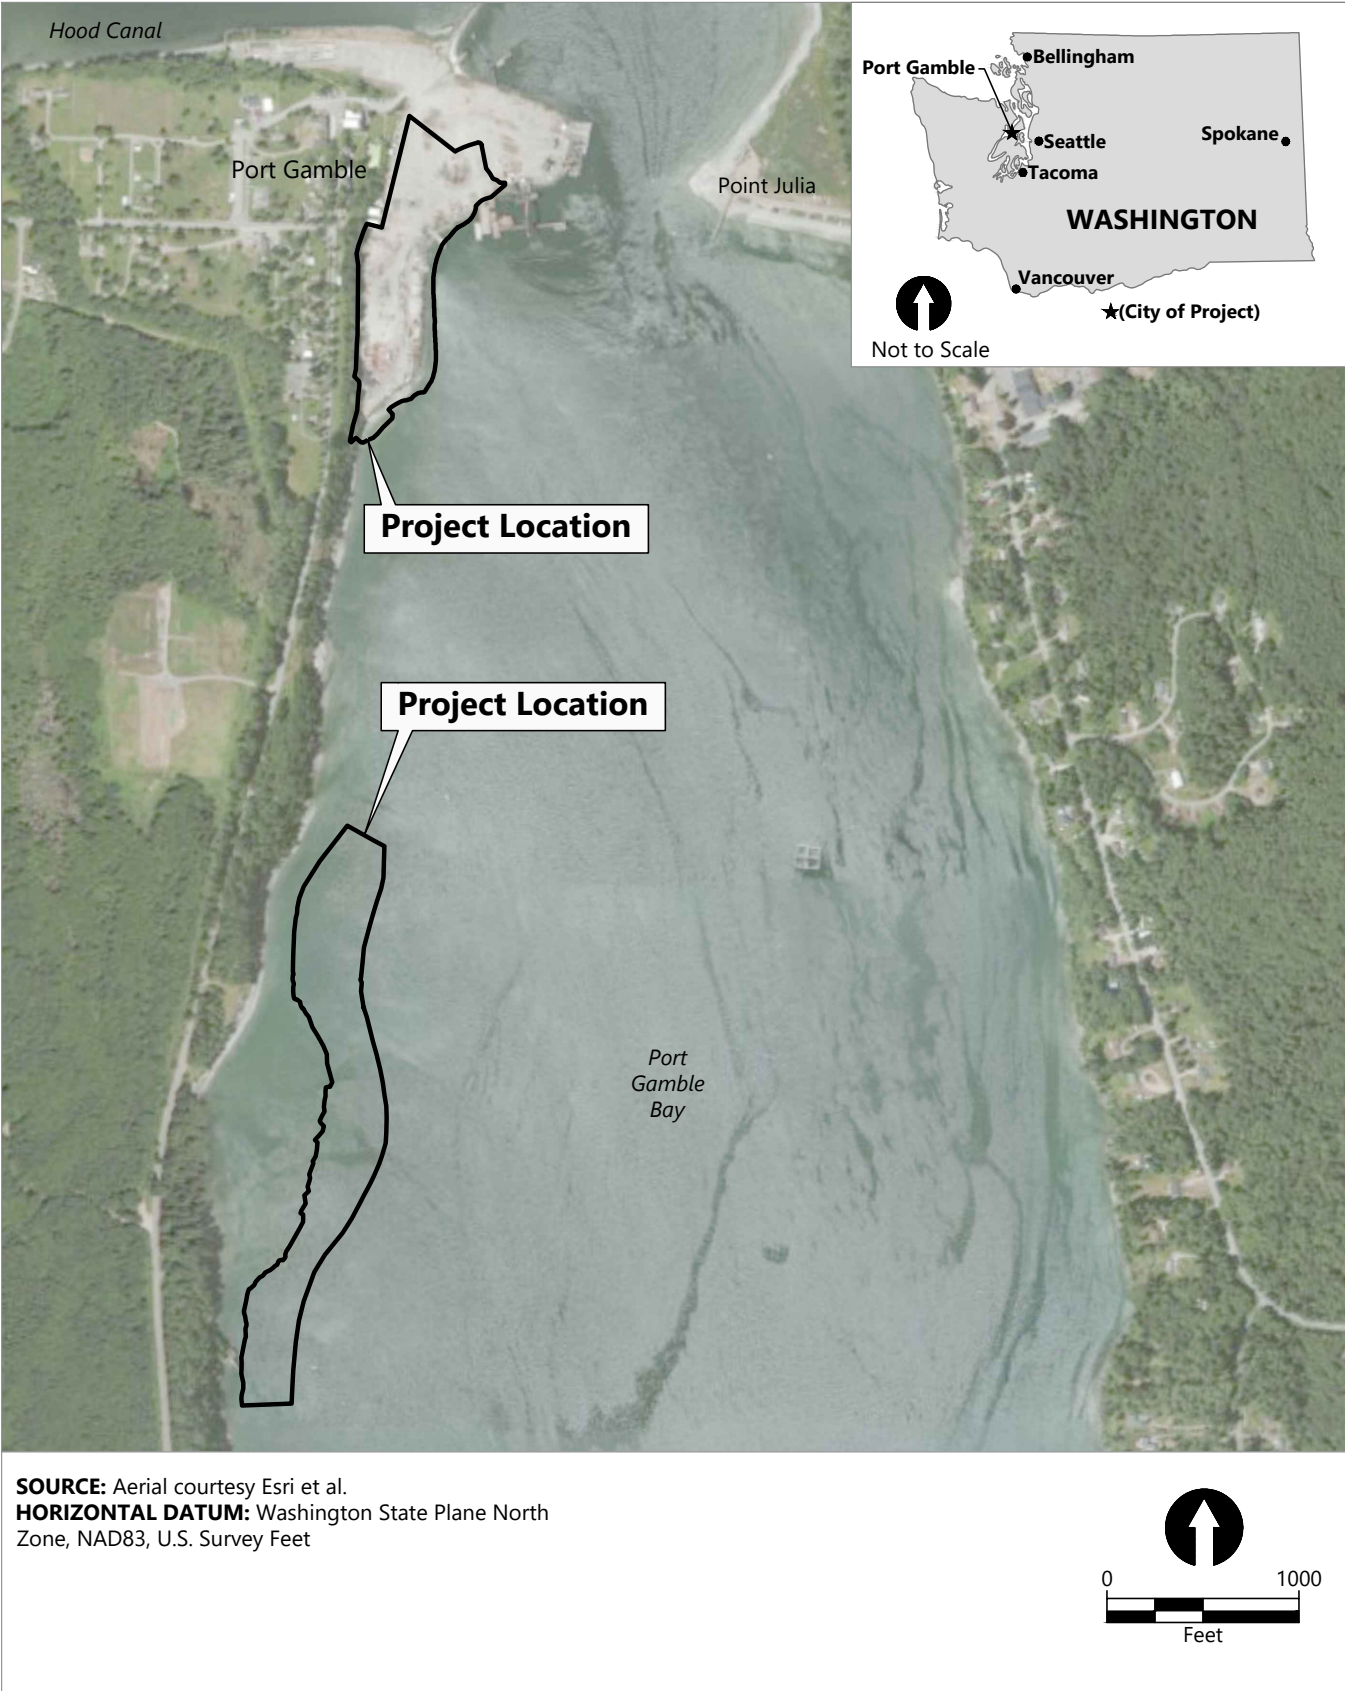 Hood Canal
Port Gamble
Point Julia
Port Gamble
Bellingham
Seattle
Spokane
Tacoma
WASHINGTON
Vancouver
(City of Project)
Not to Scale
Project Location
Project Location
Port
Gamble
Bay
SOURCE: Aerial courtesy Esri et al.
HORIZONTAL DATUM: Washington State Plane North
Zone, NAD83, U.S. Survey Feet
0 1000
Feet